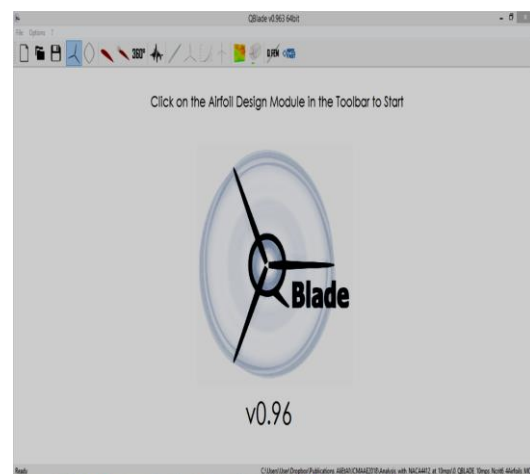 QBlade v0.963 64bit
File Options ?
360° QFEM
Click on the Airfoil Design Module in the Toolbar to Start
Blade
v0.96
Ready